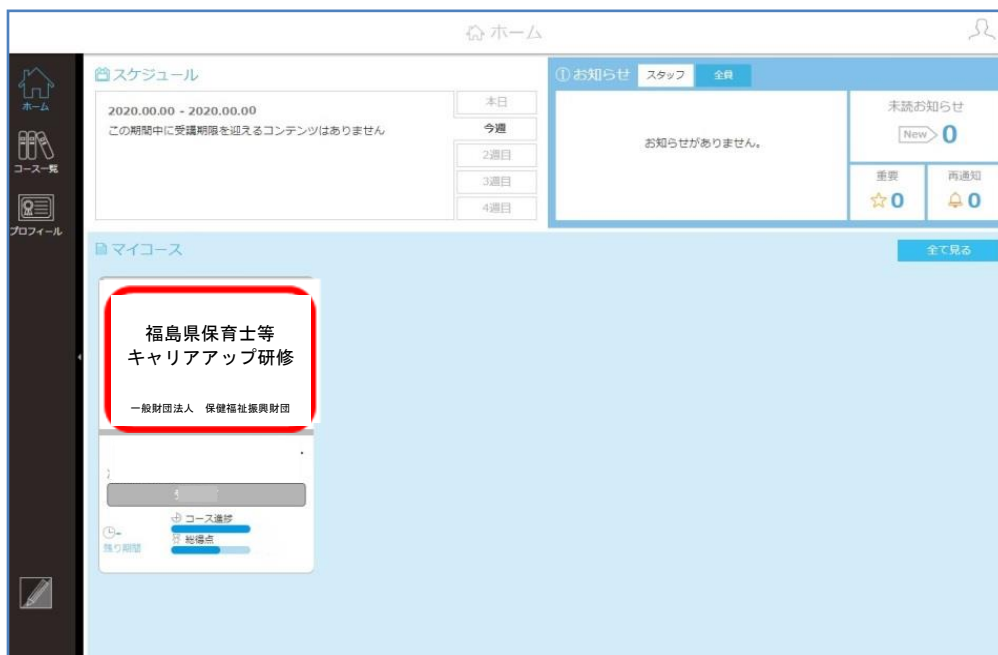 ホーム
ホーム
コース一覧
プロフィール
スケジュール
2020.00.00 - 2020.00.00
この期間中に受講期限を迎えるコンテンツはありません
本日
今週
2週目
3週目
4週目
お知らせ
スタッフ
全員
お知らせがありません。
未読お知らせ
New 0
重要
0
再通知
0
マイコース
全て見る
福島県保育士等
キャリアアップ研修
一般財団法人 保健福祉振興財団
コース進捗
総得点
-
残り期間